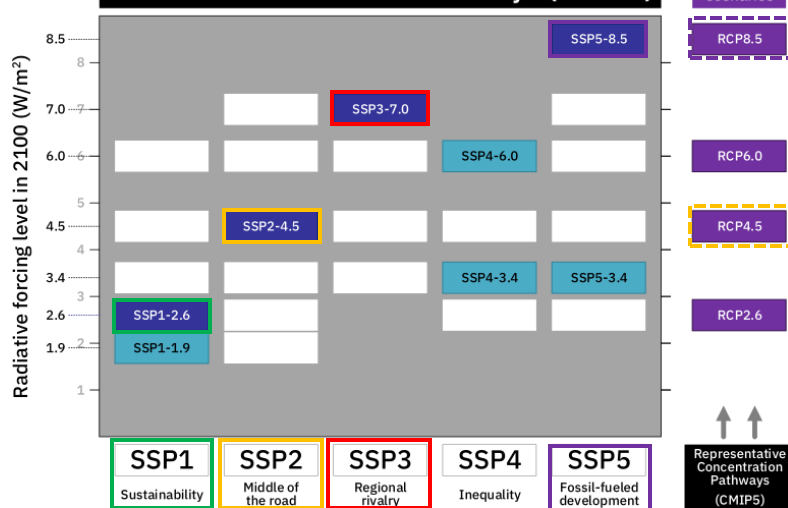 Radiative forcing level in 2100 (W/m²)
8.5
8
7.0
7
6.0
6
5
4.5
4
3.4
3
2.6
2
1.9
1
SSP5-8.5
SSP3-7.0
SSP4-6.0
SSP2-4.5
SSP4-3.4
SSP5-3.4
SSP1-2.6
SSP1-1.9
RCP8.5
RCP6.0
RCP4.5
RCP2.6
SSP1
Sustainability
SSP2
Middle of
the road
SSP3
Regional
rivalry
SSP4
Inequality
SSP5
Fossil-fueled
development
Representative
Concentration
Pathways
(CMIP5)